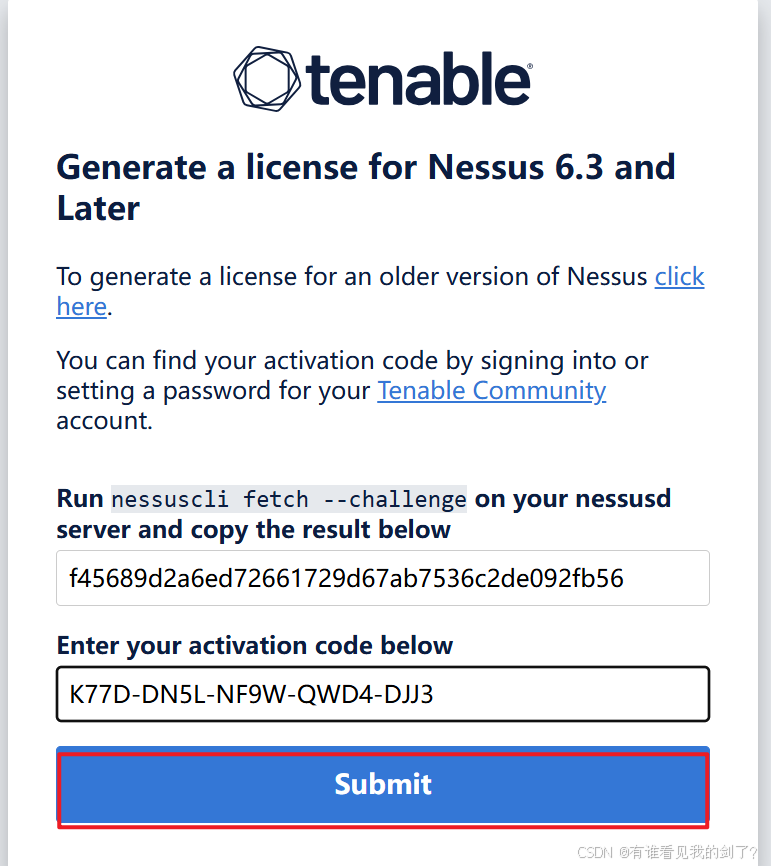 tenable®
Generate a license for Nessus 6.3 and
Later
To generate a license for an older version of Nessus click
here.
You can find your activation code by signing into or
setting a password for your Tenable Community
account.
Run nessuscli fetch --challenge on your nessusd
server and copy the result below
f45689d2a6ed72661729d67ab7536c2de092fb56
Enter your activation code below
K77D-DN5L-NF9W-QWD4-DJJ3
Submit
CSDN @有谁看见我的剑了?